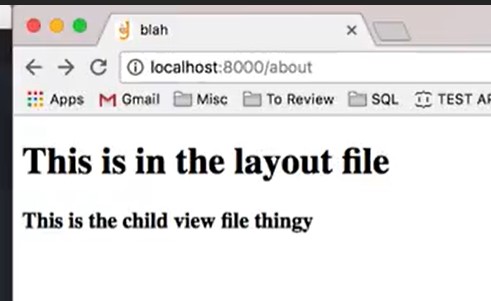 blah
localhost:8000/about
Apps Gmail Misc To Review SQL TEST AP
This is in the layout file
This is the child view file thingy